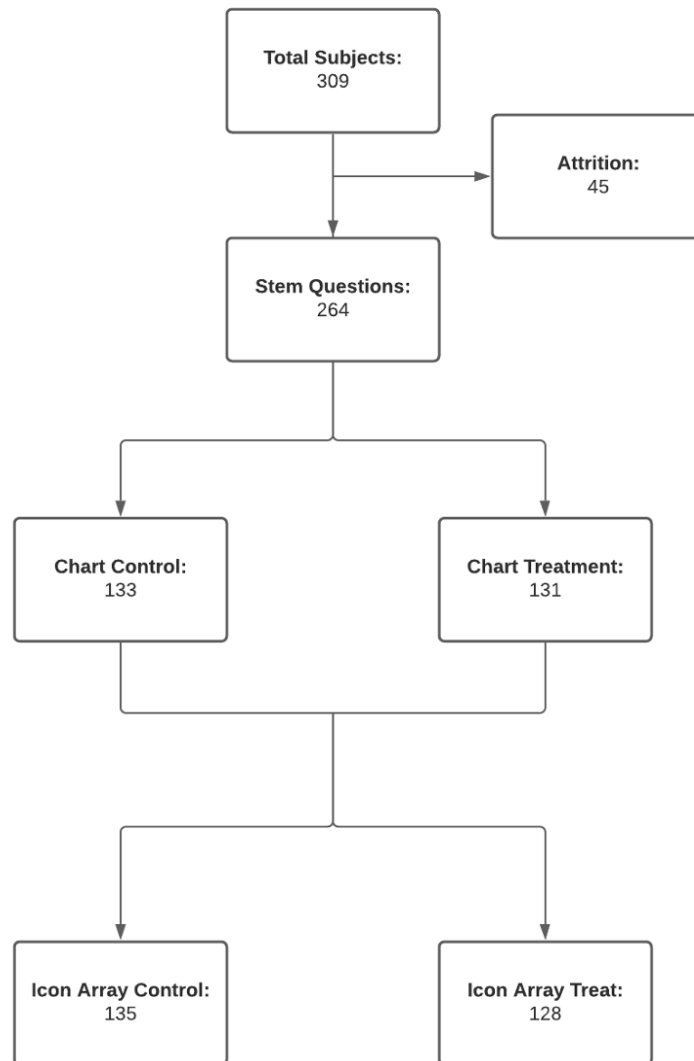 Total Subjects:
309
Attrition:
45
Stem Questions:
264
Chart Control:
133
Chart Treatment:
131
Icon Array Control:
135
Icon Array Treat:
128